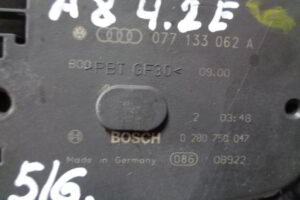 A8 4.2E
077 133 062 A
>PBT GF30<
09.00
2 03:48
BOSCH 0 280 750 047
Made in Germany 086 08922
5/G.